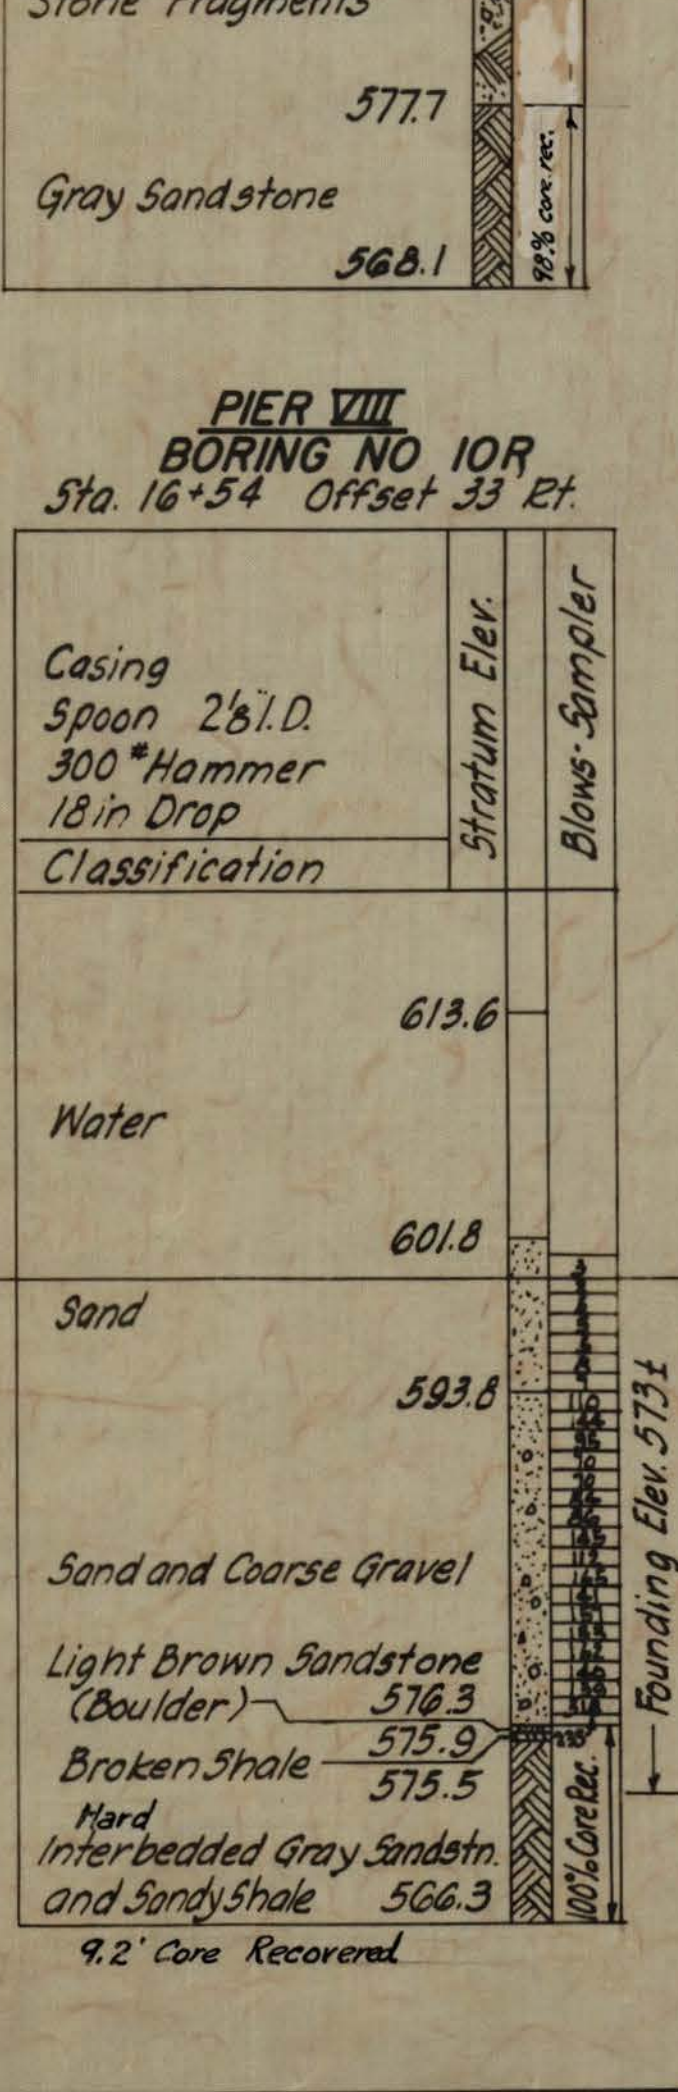 Stone Fragments
577.7
Gray Sandstone
568.1
98% core rec.
PIER VIII
BORING NO 10R
Sta. 16+54 Offset 33 Rt.
Casing
Spoon 2⅛" I.D.
300 # Hammer
18 in Drop
Classification
Stratum Elev.
Blows-Sampler
613.6
Water
601.8
Sand
593.8
Sand and Coarse Gravel
Light Brown Sandstone
(Boulder) 576.3
575.9
Broken Shale
575.5
Hard
Interbedded Gray Sandstn.
and Sandy Shale 566.3
100% Core Rec.
Founding Elev. 573±
9.2' Core Recovered